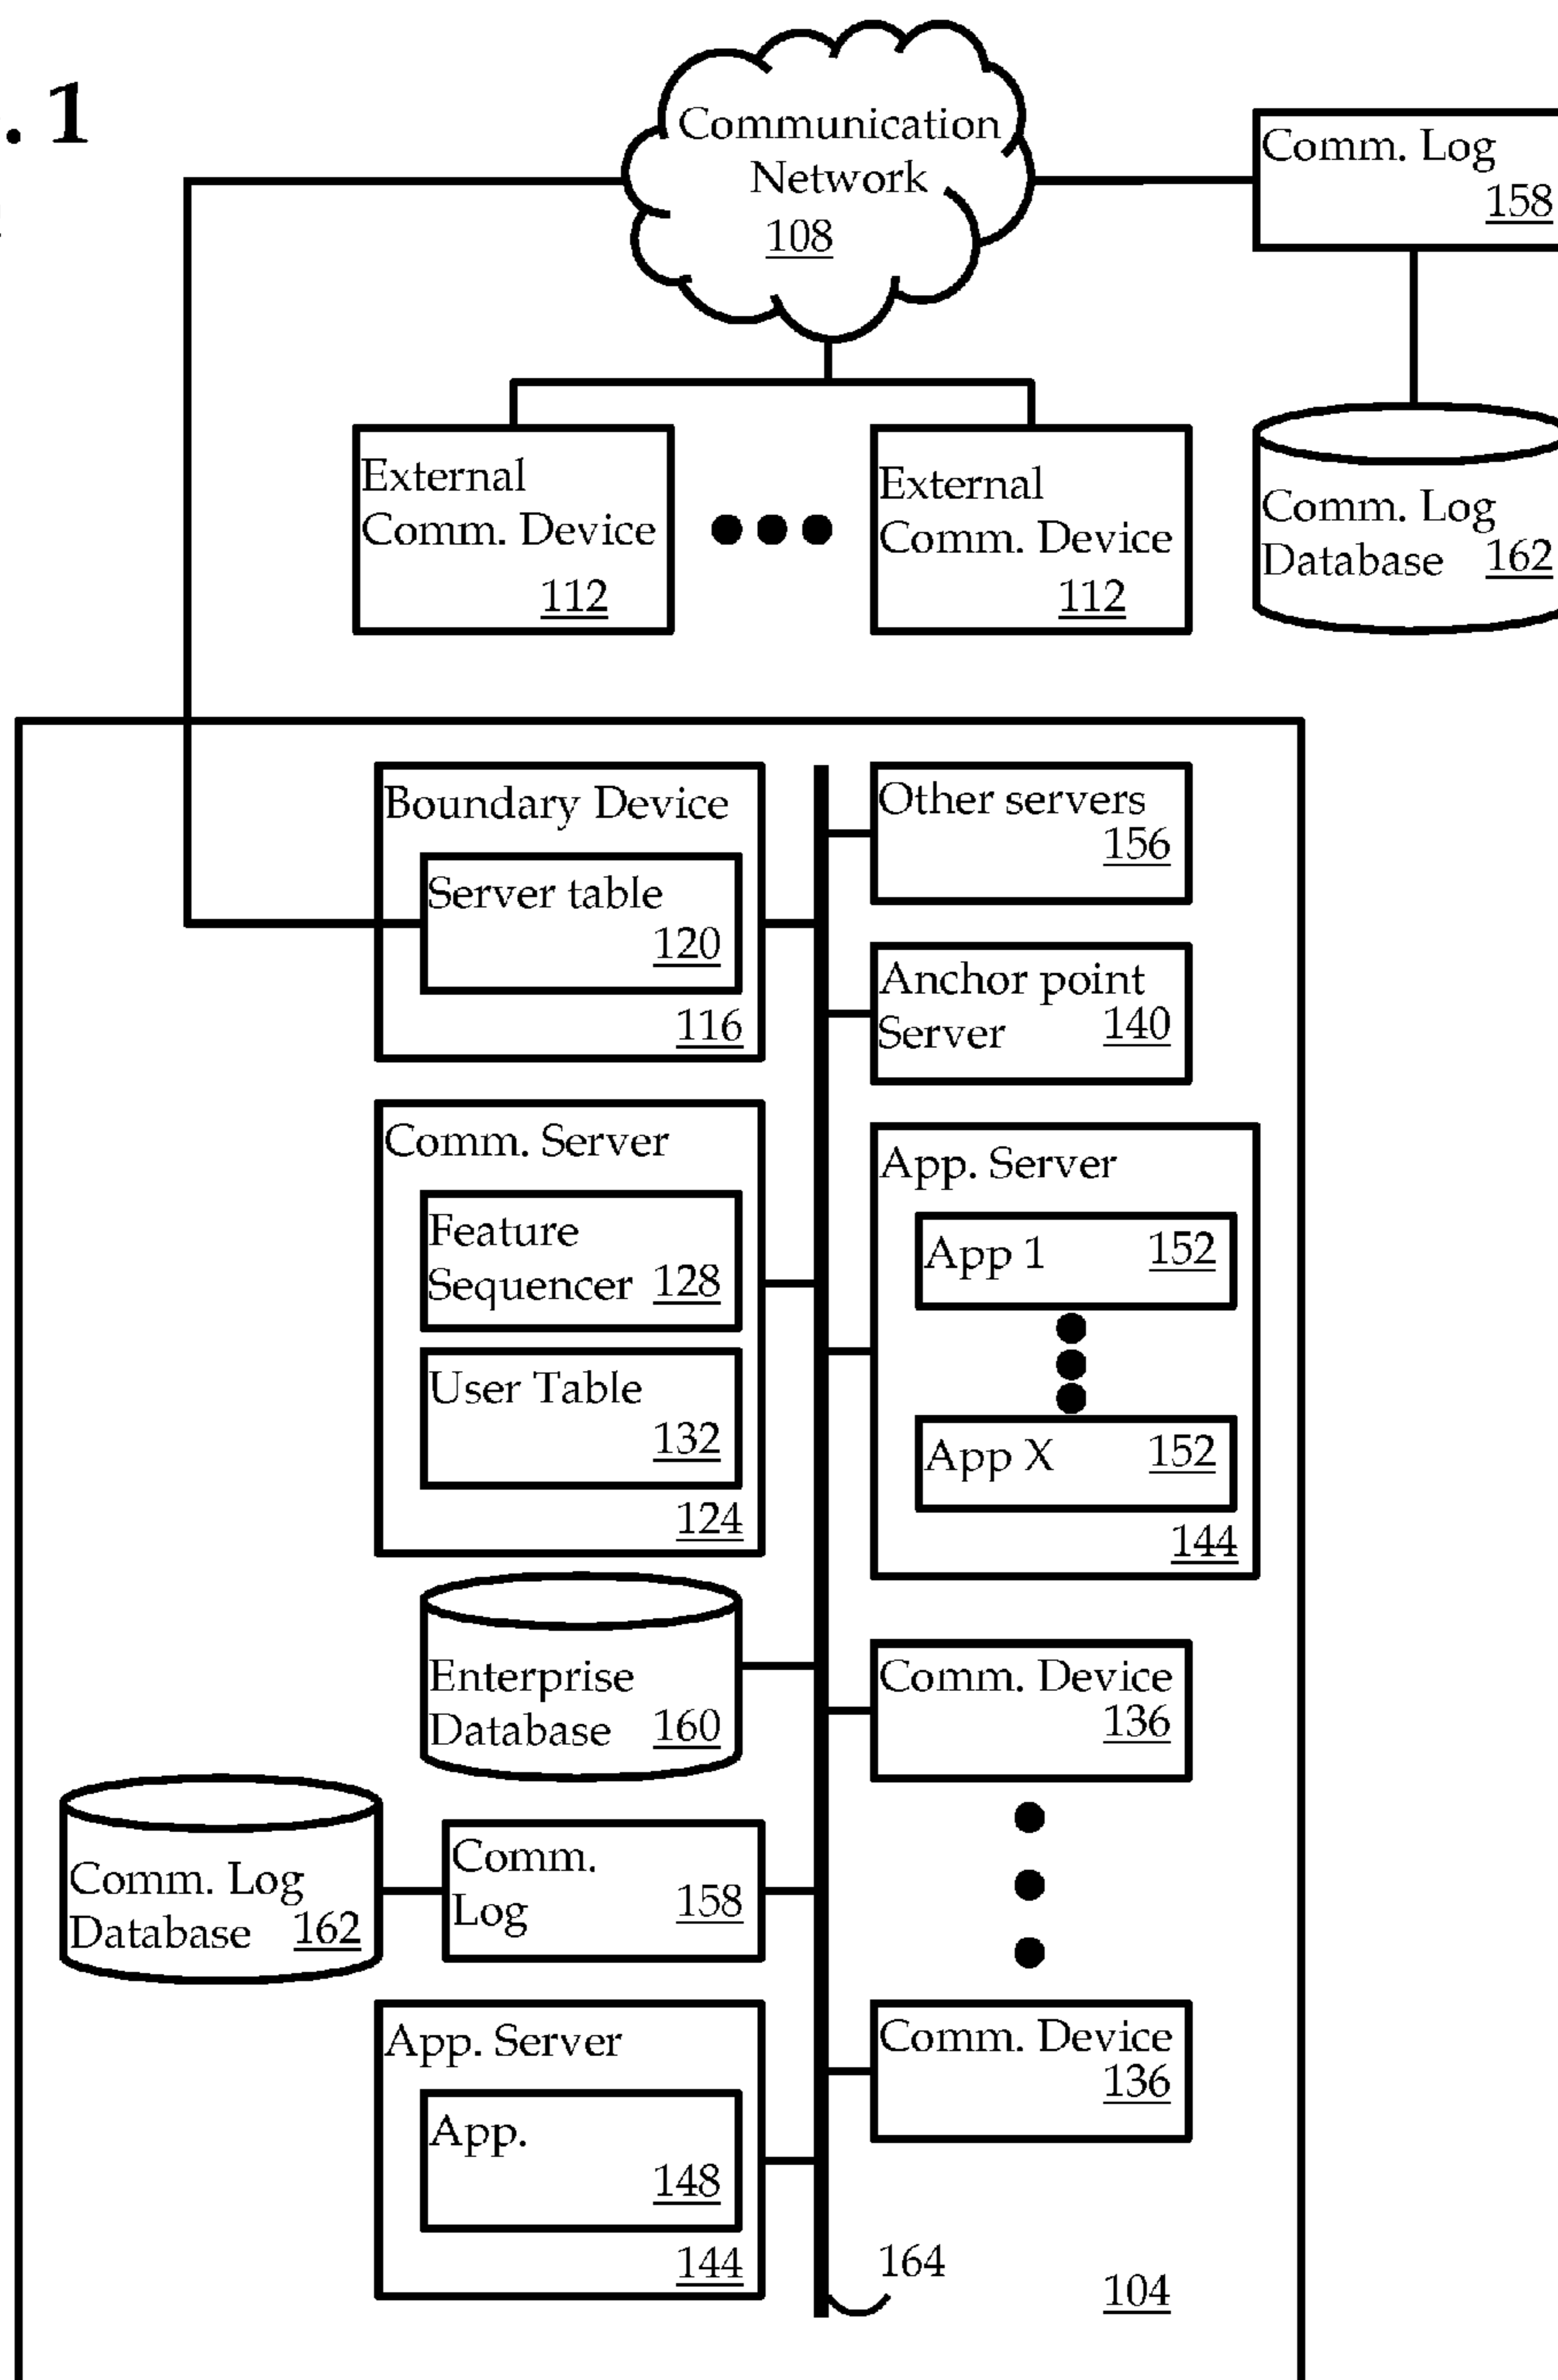 . 1
Communication
Network
108
Comm. Log
158
External
Comm. Device
112
External
Comm. Device
112
Comm. Log
Database 162
Boundary Device
Server table
120
116
Other servers
156
Anchor point
Server 140
Comm. Server
Feature
Sequencer 128
User Table
132
124
App. Server
App 1 152
App X 152
144
Enterprise
Database 160
Comm. Device
136
Comm. Log
Database 162
Comm.
Log 158
App. Server
App.
148
144
Comm. Device
136
164
104